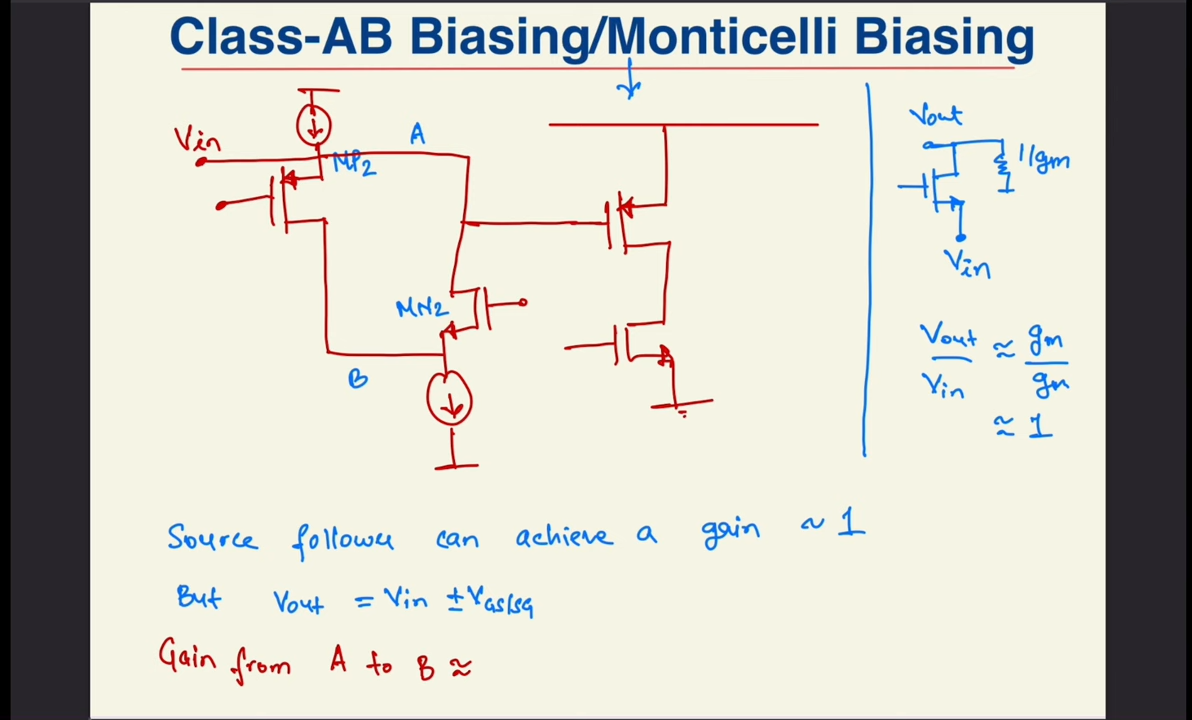 Class-AB Biasing/Monticelli Biasing
Vin
A
MP2
MN2
B
Vout
1/gm
Vin
Vout
Vin
≈ gm
gm
≈ 1
Source follower can achieve a gain ~ 1
But Vout = Vin ± VGS/SG
Gain from A to B ≈